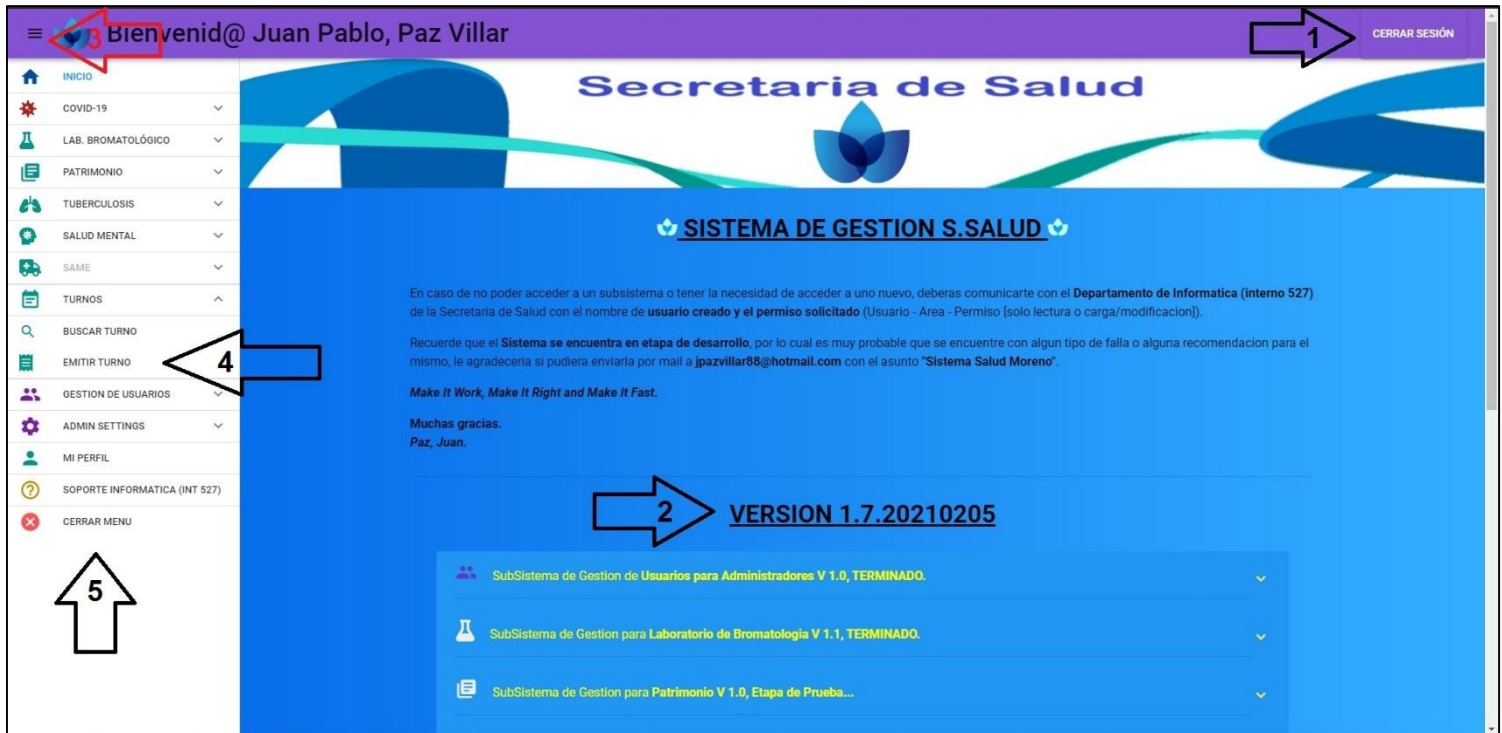 3 Bienvenid@ Juan Pablo, Paz Villar
1
CERRAR SESIÓN
INICIO
COVID-19
LAB. BROMATOLÓGICO
PATRIMONIO
TUBERCULOSIS
SALUD MENTAL
SAME
TURNOS
BUSCAR TURNO
EMITIR TURNO
4
GESTION DE USUARIOS
ADMIN SETTINGS
MI PERFIL
SOPORTE INFORMATICA (INT 527)
CERRAR MENU
5
Secretaria de Salud
SISTEMA DE GESTION S.SALUD
En caso de no poder acceder a un subsistema o tener la necesidad de acceder a uno nuevo, deberas comunicarte con el Departamento de Informatica (interno 527)
de la Secretaria de Salud con el nombre de usuario creado y el permiso solicitado (Usuario - Area - Permiso [solo lectura o carga/modificacion]).
Recuerde que el Sistema se encuentra en etapa de desarrollo, por lo cual es muy probable que se encuentre con algun tipo de falla o alguna recomendacion para el
mismo, le agradeceria si pudiera enviarla por mail a jpazvillar88@hotmail.com con el asunto "Sistema Salud Moreno".
Make It Work, Make It Right and Make It Fast.
Muchas gracias.
Paz, Juan.
2
VERSION 1.7.20210205
SubSistema de Gestion de Usuarios para Administradores V 1.0, TERMINADO.
SubSistema de Gestion para Laboratorio de Bromatologia V 1.1, TERMINADO.
SubSistema de Gestion para Patrimonio V 1.0, Etapa de Prueba...